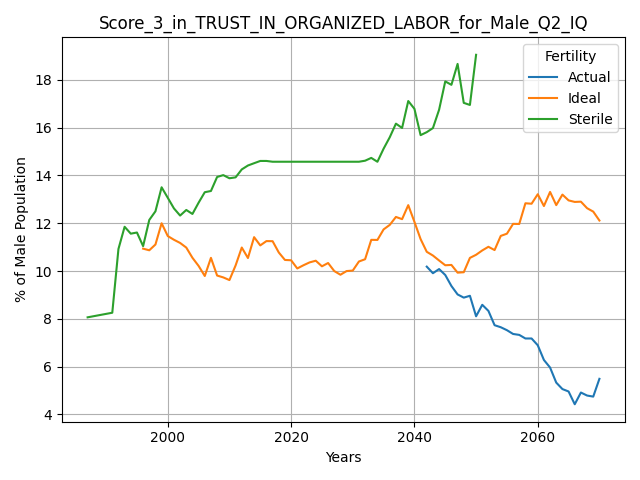 Score_3_in_TRUST_IN_ORGANIZED_LABOR_for_Male_Q2_IQ
Fertility
Actual
Ideal
Sterile
% of Male Population
18
16
14
12
10
8
6
4
2000
2020
2040
2060
Years